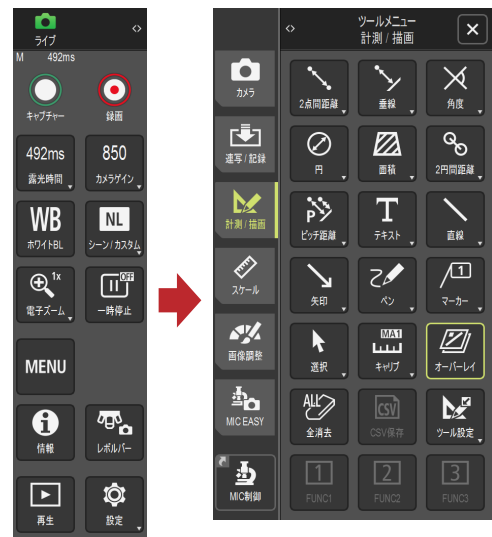 ライブ
M 492ms
キャプチャー 録画
492ms 850
露光時間 カメラゲイン
WB NL
ホワイトBL シーン/カスタム
1x OFF
電子ズーム 一時停止
MENU
情報 レボルバー
再生 設定
ツールメニュー
計測 / 描画
カメラ
連写/記録
計測 / 描画
スケール
画像調整
MIC EASY
MIC制御
2点間距離 垂線 角度
円 面積 2円間距離
P T
ピッチ距離 テキスト 直線
1
矢印 ペン マーカー
MA1
選択 キャリブ オーバーレイ
ALL CSV
全消去 CSV保存 ツール設定
1 2 3
FUNC1 FUNC2 FUNC3